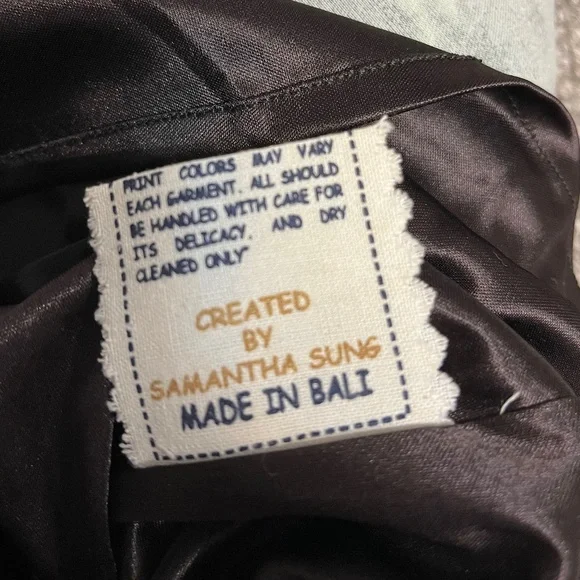 PRINT COLORS MAY VARY
EACH GARMENT. ALL SHOULD
BE HANDLED WITH CARE FOR
ITS DELICACY. AND DRY
CLEANED ONLY"
CREATED
BY
SAMANTHA SUNG
MADE IN BALI